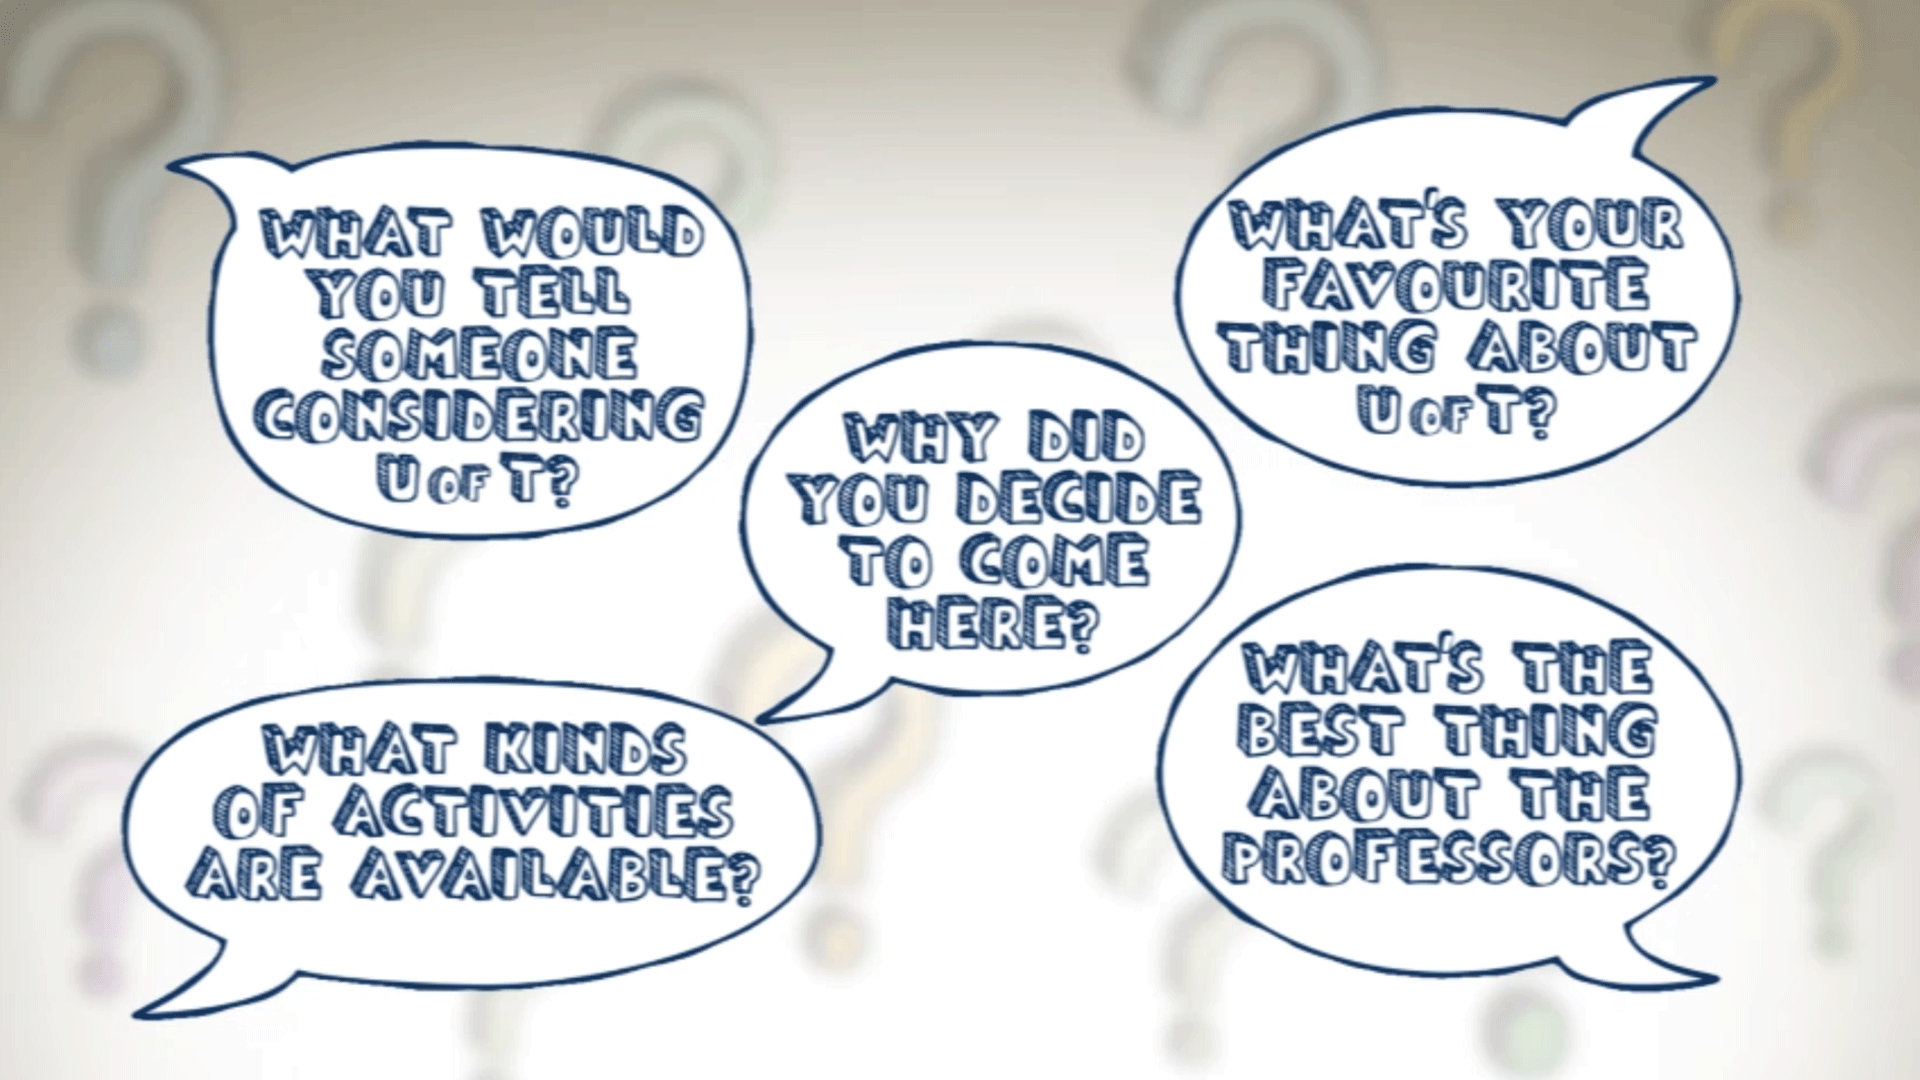 WHAT WOULD
YOU TELL
SOMEONE
CONSIDERING
U OF T?
WHAT'S YOUR
FAVOURITE
THING ABOUT
U OF T?
WHY DID
YOU DECIDE
TO COME
HERE?
WHAT KINDS
OF ACTIVITIES
ARE AVAILABLE?
WHAT'S THE
BEST THING
ABOUT THE
PROFESSORS?